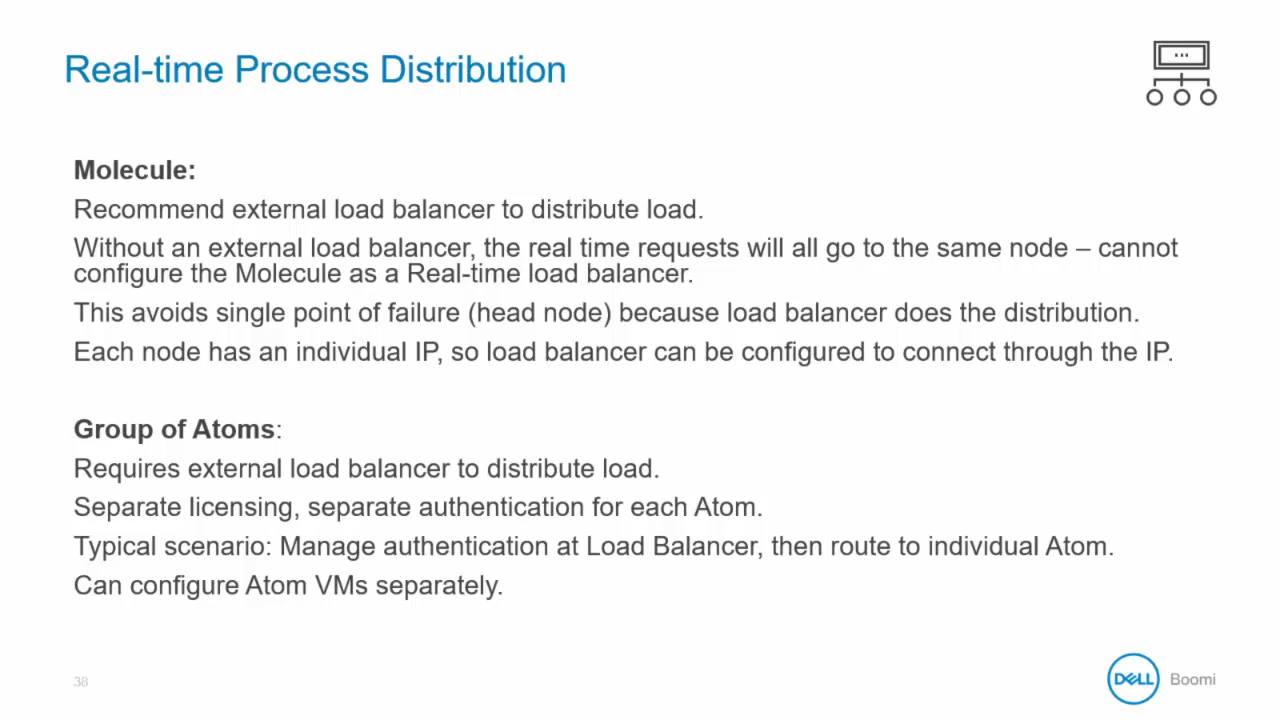 Real-time Process Distribution
Molecule:
Recommend external load balancer to distribute load.
Without an external load balancer, the real time requests will all go to the same node – cannot
configure the Molecule as a Real-time load balancer.
This avoids single point of failure (head node) because load balancer does the distribution.
Each node has an individual IP, so load balancer can be configured to connect through the IP.
Group of Atoms:
Requires external load balancer to distribute load.
Separate licensing, separate authentication for each Atom.
Typical scenario: Manage authentication at Load Balancer, then route to individual Atom.
Can configure Atom VMs separately.
38
DELL Boomi